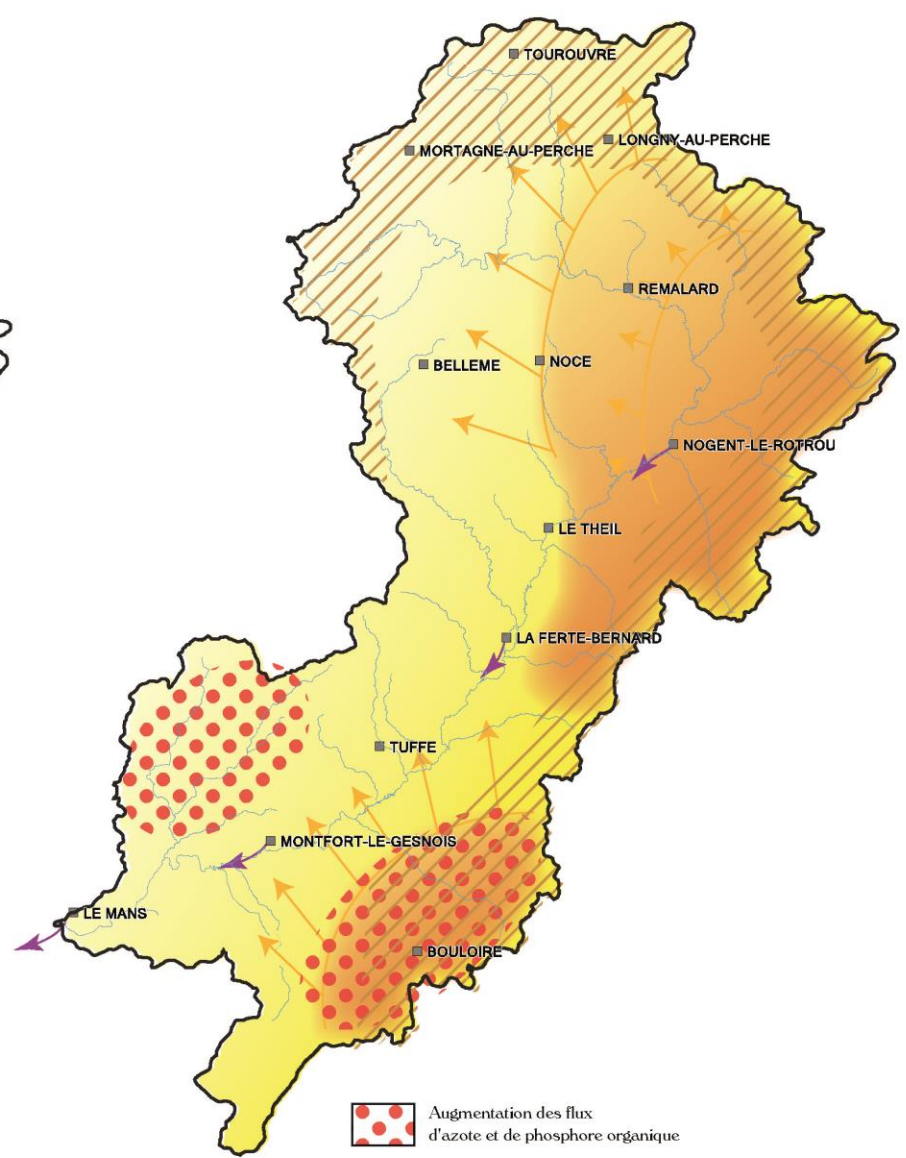 TOUROUVRE
LONGNY-AU-PERCHE
MORTAGNE-AU-PERCHE
REMALARD
BELLEME
NOCE
NOGENT-LE-ROTROU
LE THEIL
LA FERTE-BERNARD
TUFFE
MONTFORT-LE-GESNOIS
LE MANS
BOULOIRE
Augmentation des flux
d'azote et de phosphore organique